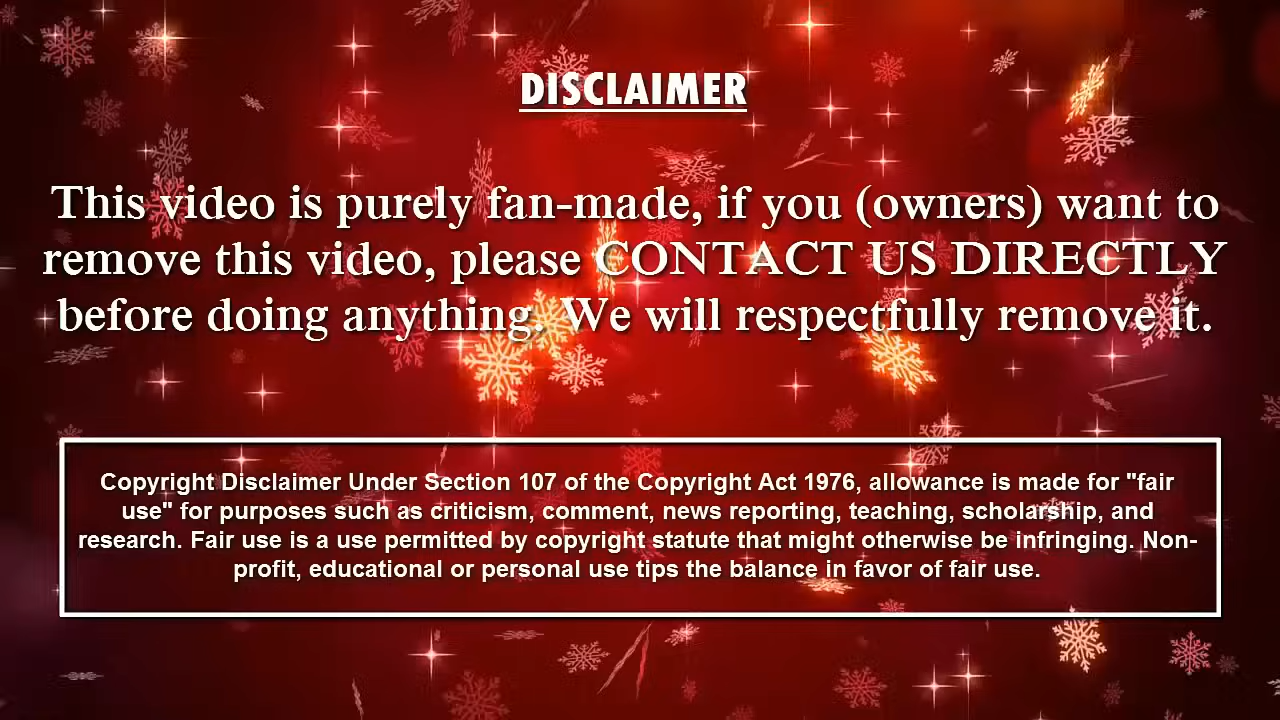 DISCLAIMER
This video is purely fan-made, if you (owners) want to
remove this video, please CONTACT US DIRECTLY
before doing anything. We will respectfully remove it.
Copyright Disclaimer Under Section 107 of the Copyright Act 1976, allowance is made for "fair
use" for purposes such as criticism, comment, news reporting, teaching, scholarship, and
research. Fair use is a use permitted by copyright statute that might otherwise be infringing. Non-
profit, educational or personal use tips the balance in favor of fair use.